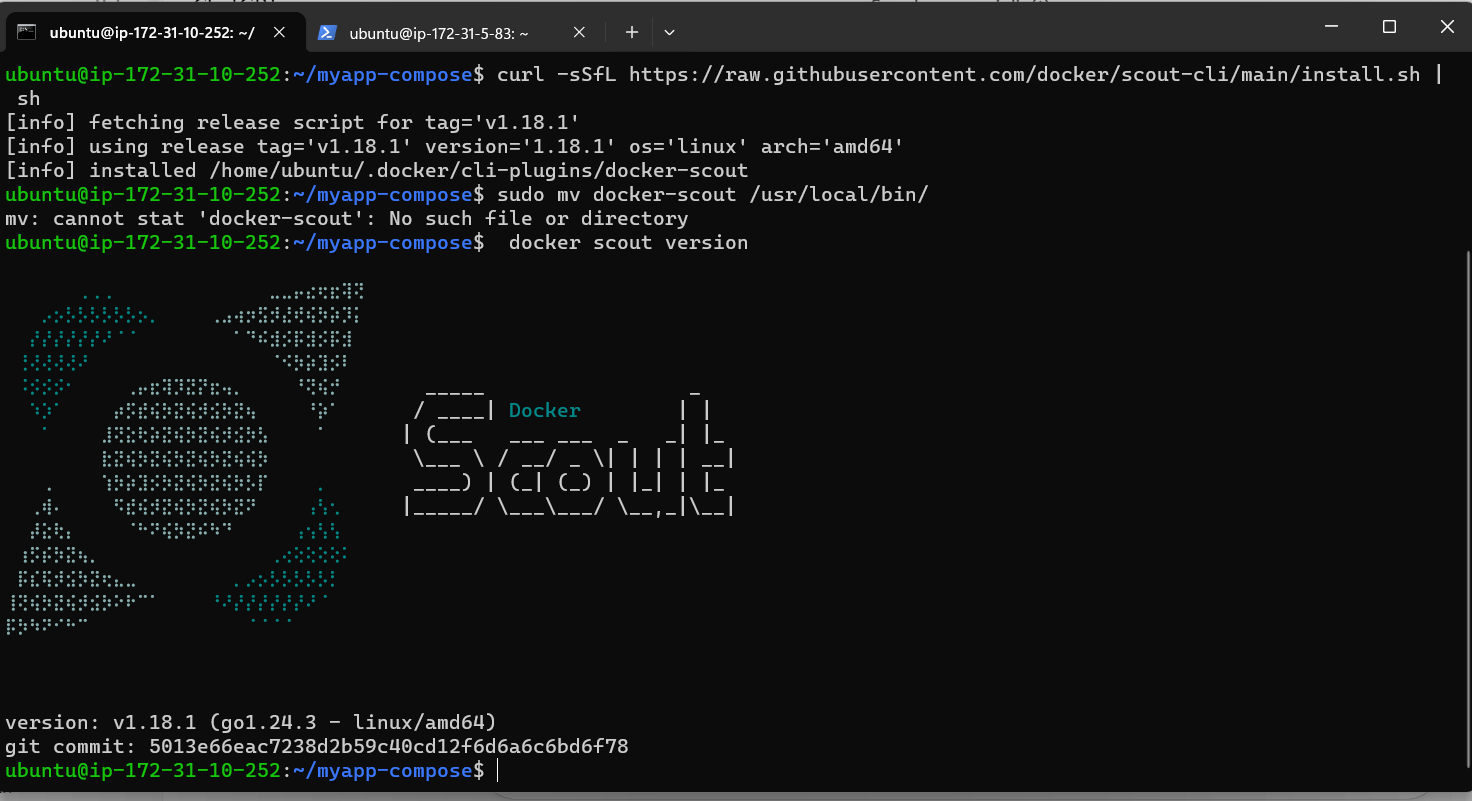 ubuntu@ip-172-31-10-252: ~/
ubuntu@ip-172-31-5-83: ~
ubuntu@ip-172-31-10-252:~/myapp-compose$ curl -sSfL https://raw.githubusercontent.com/docker/scout-cli/main/install.sh |
 sh
[info] fetching release script for tag='v1.18.1'
[info] using release tag='v1.18.1' version='1.18.1' os='linux' arch='amd64'
[info] installed /home/ubuntu/.docker/cli-plugins/docker-scout
ubuntu@ip-172-31-10-252:~/myapp-compose$ sudo mv docker-scout /usr/local/bin/
mv: cannot stat 'docker-scout': No such file or directory
ubuntu@ip-172-31-10-252:~/myapp-compose$  docker scout version
Docker
Scout
version: v1.18.1 (go1.24.3 - linux/amd64)
git commit: 5013e66eac7238d2b59c40cd12f6d6a6c6bd6f78
ubuntu@ip-172-31-10-252:~/myapp-compose$